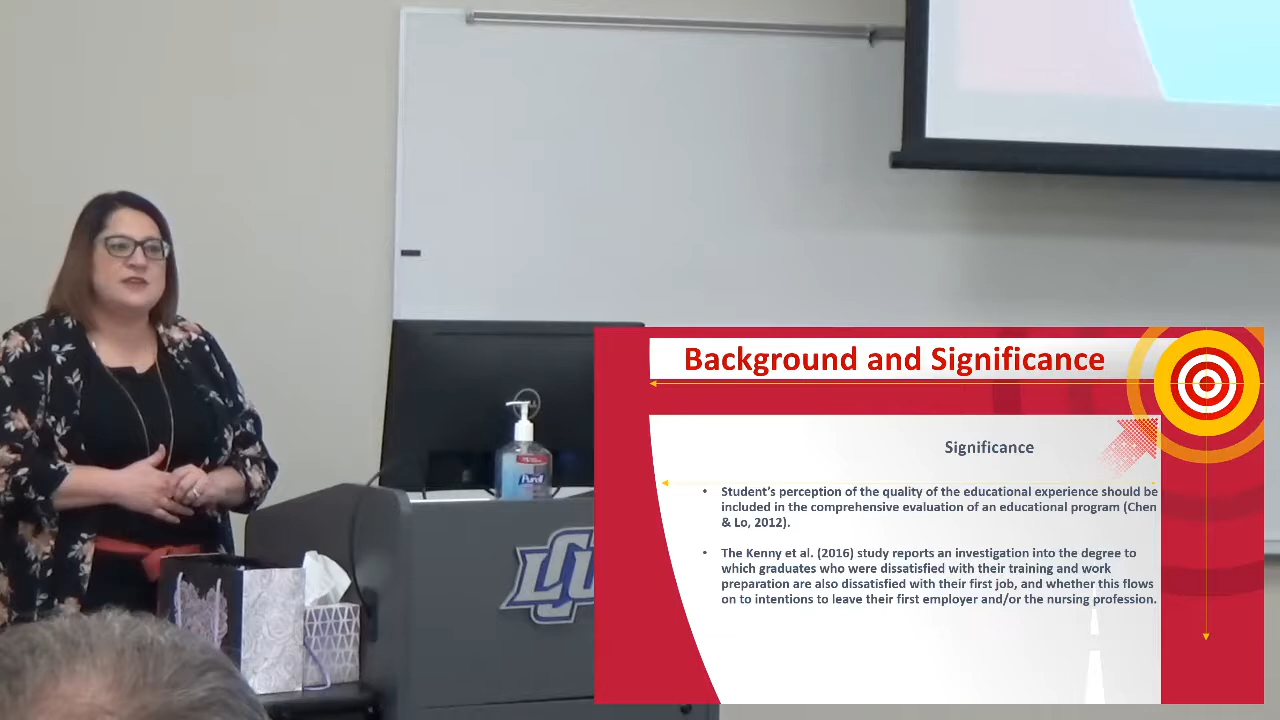 Background and Significance
Significance
• Student’s perception of the quality of the educational experience should be
included in the comprehensive evaluation of an educational program (Chen
& Lo, 2012).
• The Kenny et al. (2016) study reports an investigation into the degree to
which graduates who were dissatisfied with their training and work
preparation are also dissatisfied with their first job, and whether this flows
on to intentions to leave their first employer and/or the nursing profession.
Purell
LCU